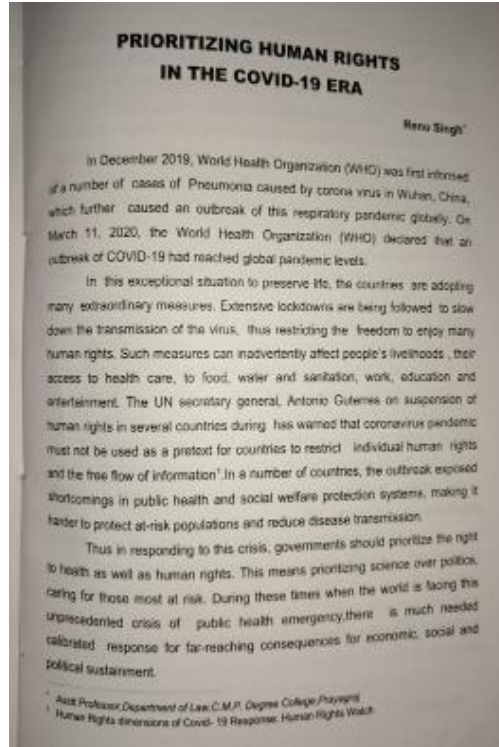 PRIORITIZING HUMAN RIGHTS
IN THE COVID-19 ERA
Renu Singh*
In December 2019, World Health Organization (WHO) was first informed
of a number of cases of Pneumonia caused by corona virus in Wuhan, China,
which further caused an outbreak of this respiratory pandemic globally. On
March 11, 2020, the World Health Organization (WHO) declared that an
outbreak of COVID-19 had reached global pandemic levels.
In this exceptional situation to preserve life, the countries are adopting
many extraordinary measures. Extensive lockdowns are being followed to slow
down the transmission of the virus, thus restricting the freedom to enjoy many
human rights. Such measures can inadvertently affect people's livelihoods , their
access to health care, to food, water and sanitation, work, education and
entertainment. The UN secretary general, Antonio Guterres on suspension of
human rights in several countries during has warned that coronavirus pandemic
must not be used as a pretext for countries to restrict individual human rights
and the free flow of information¹.In a number of countries, the outbreak exposed
shortcomings in public health and social welfare protection systems, making it
harder to protect at-risk populations and reduce disease transmission.
Thus in responding to this crisis, governments should prioritize the right
to health as well as human rights. This means prioritizing science over politics,
caring for those most at risk. During these times when the world is facing this
unprecedented crisis of public health emergency,there is much needed
calibrated response for far-reaching consequences for economic, social and
political sustainment.
* Asst.Professor,Department of Law,C.M.P. Degree College,Prayagraj
¹ Human Rights dimensions of Covid- 19 Response, Human Rights Watch